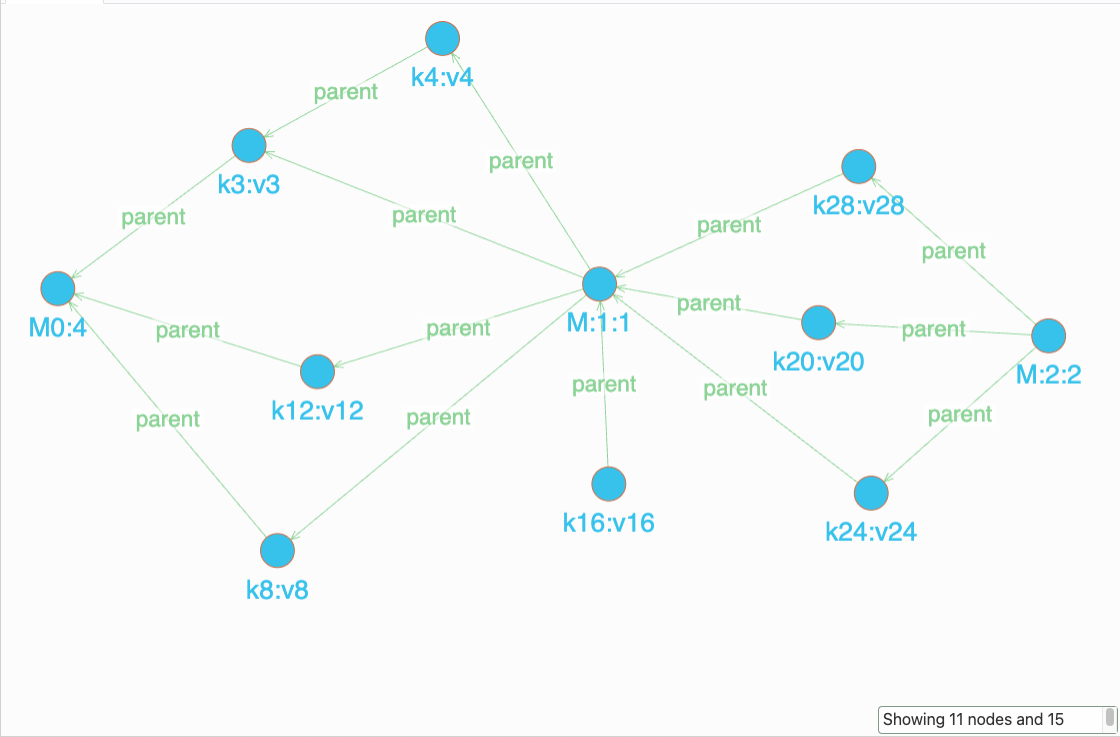 k4:v4
parent
k3:v3
parent
parent
parent
k28:v28
parent
parent
M0:4
parent
parent
M:1:1
parent
k20:v20
parent
M:2:2
k12:v12
parent
parent
parent
parent
parent
k16:v16
k24:v24
k8:v8
Showing 11 nodes and 15